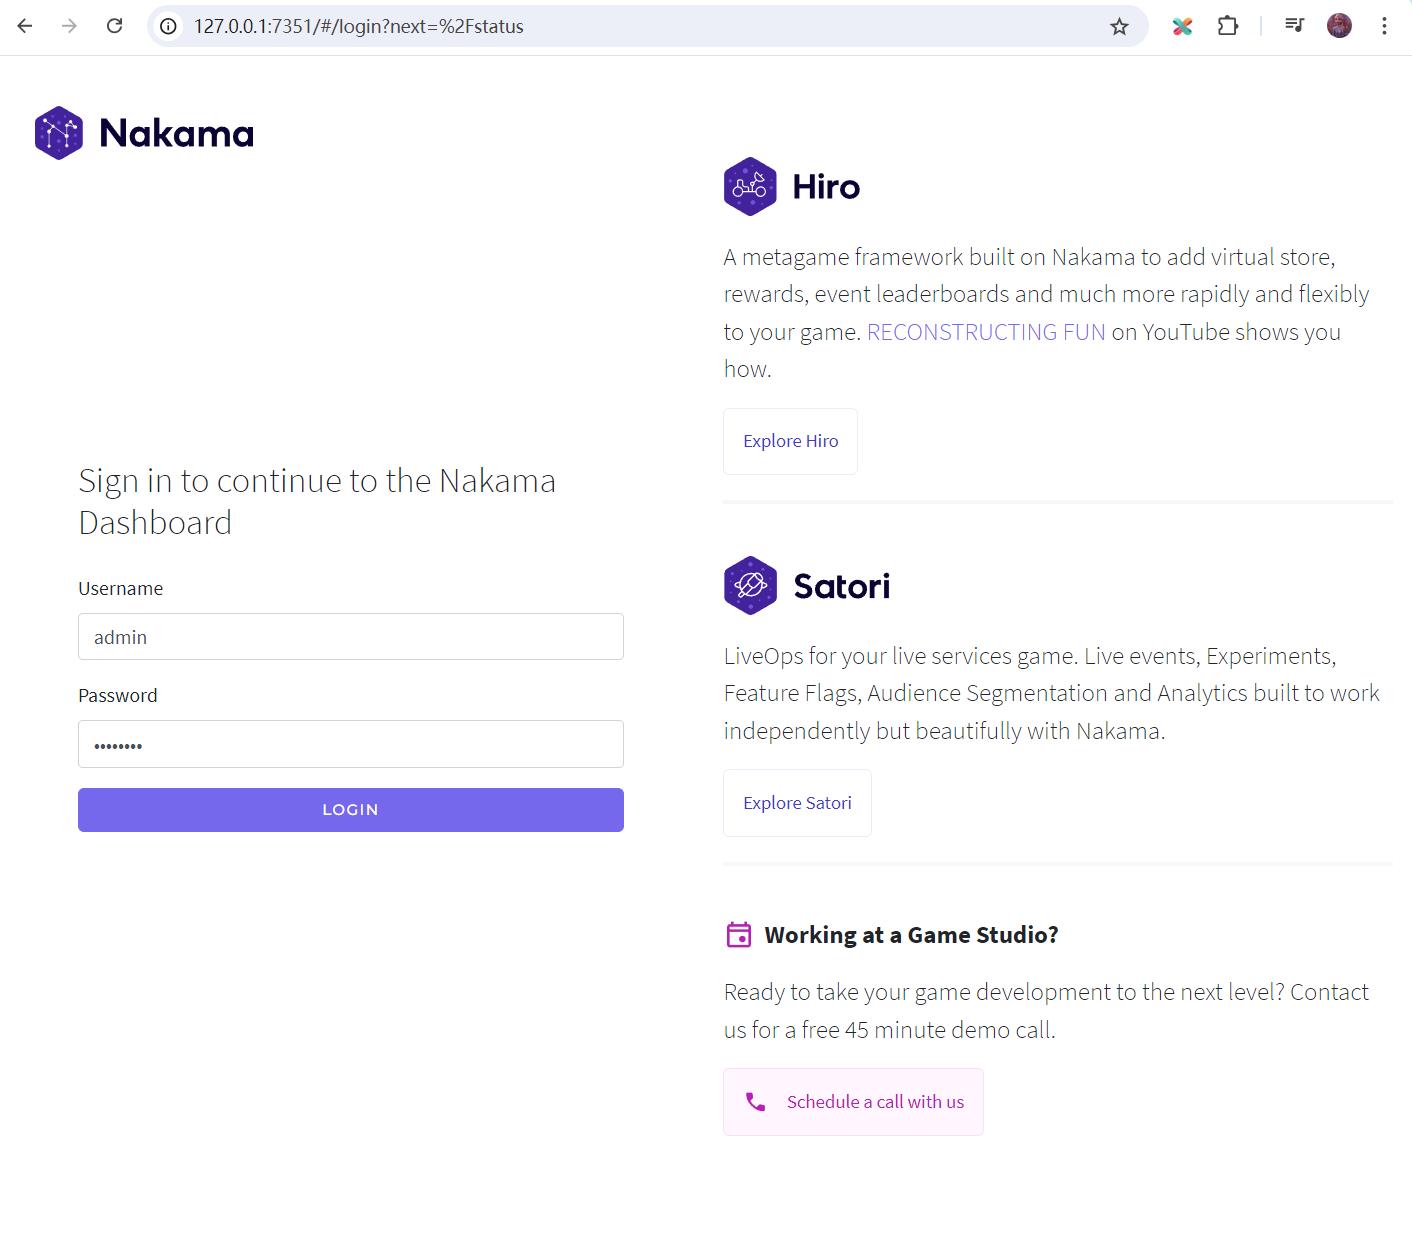 127.0.0.1:7351/#/login?next=%2Fstatus
Nakama
Sign in to continue to the Nakama
Dashboard
Username
admin
Password
••••••••
LOGIN
Hiro
A metagame framework built on Nakama to add virtual store,
rewards, event leaderboards and much more rapidly and flexibly
to your game. RECONSTRUCTING FUN on YouTube shows you
how.
Explore Hiro
Satori
LiveOps for your live services game. Live events, Experiments,
Feature Flags, Audience Segmentation and Analytics built to work
independently but beautifully with Nakama.
Explore Satori
Working at a Game Studio?
Ready to take your game development to the next level? Contact
us for a free 45 minute demo call.
Schedule a call with us